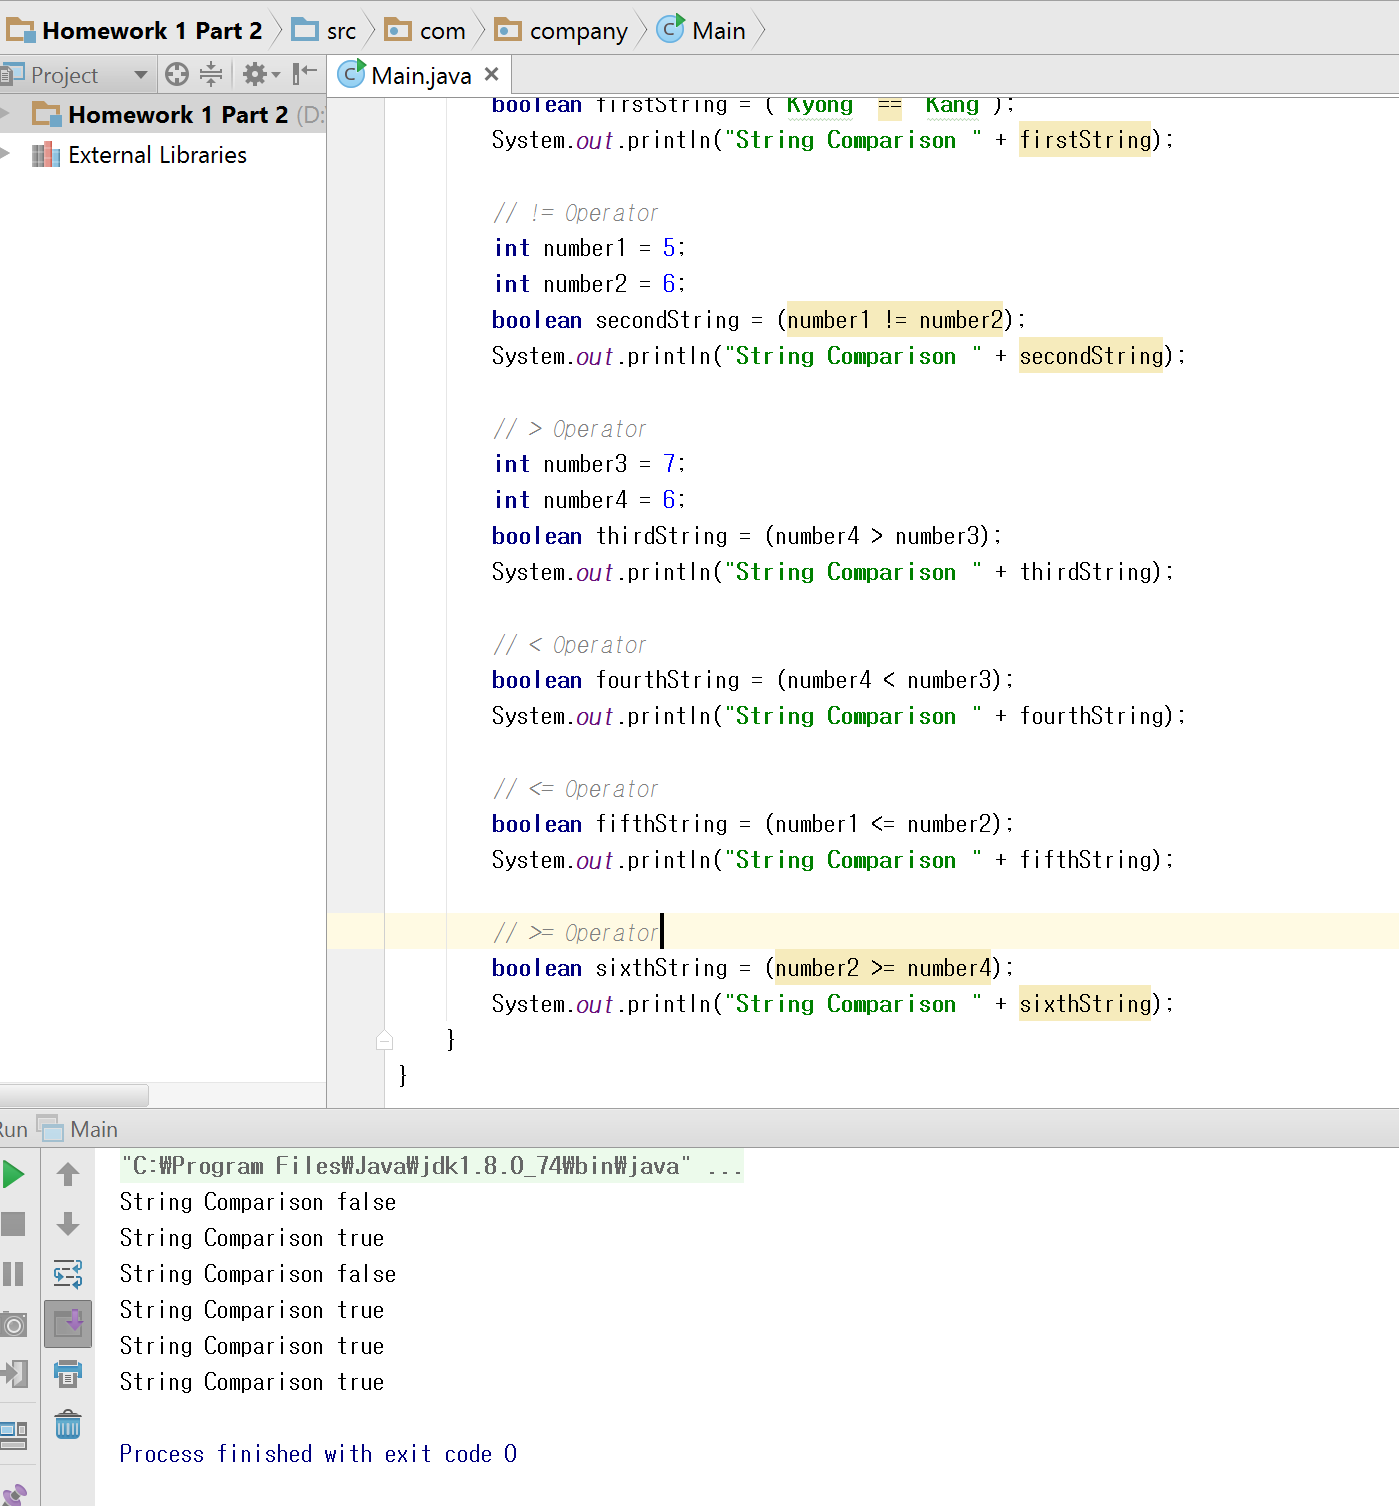 Homework 1 Part 2 src com company Main
Project
Main.java
Homework 1 Part 2 (D:
External Libraries
boolean firstString = ("Kyong" == "Kang");
System.out.println("String Comparison " + firstString);
// != Operator
int number1 = 5;
int number2 = 6;
boolean secondString = (number1 != number2);
System.out.println("String Comparison " + secondString);
// > Operator
int number3 = 7;
int number4 = 6;
boolean thirdString = (number4 > number3);
System.out.println("String Comparison " + thirdString);
// < Operator
boolean fourthString = (number4 < number3);
System.out.println("String Comparison " + fourthString);
// <= Operator
boolean fifthString = (number1 <= number2);
System.out.println("String Comparison " + fifthString);
// >= Operator
boolean sixthString = (number2 >= number4);
System.out.println("String Comparison " + sixthString);
}
}
Run Main
"C:₩Program Files₩Java₩jdk1.8.0_74₩bin₩java" ...
String Comparison false
String Comparison true
String Comparison false
String Comparison true
String Comparison true
String Comparison true
Process finished with exit code 0